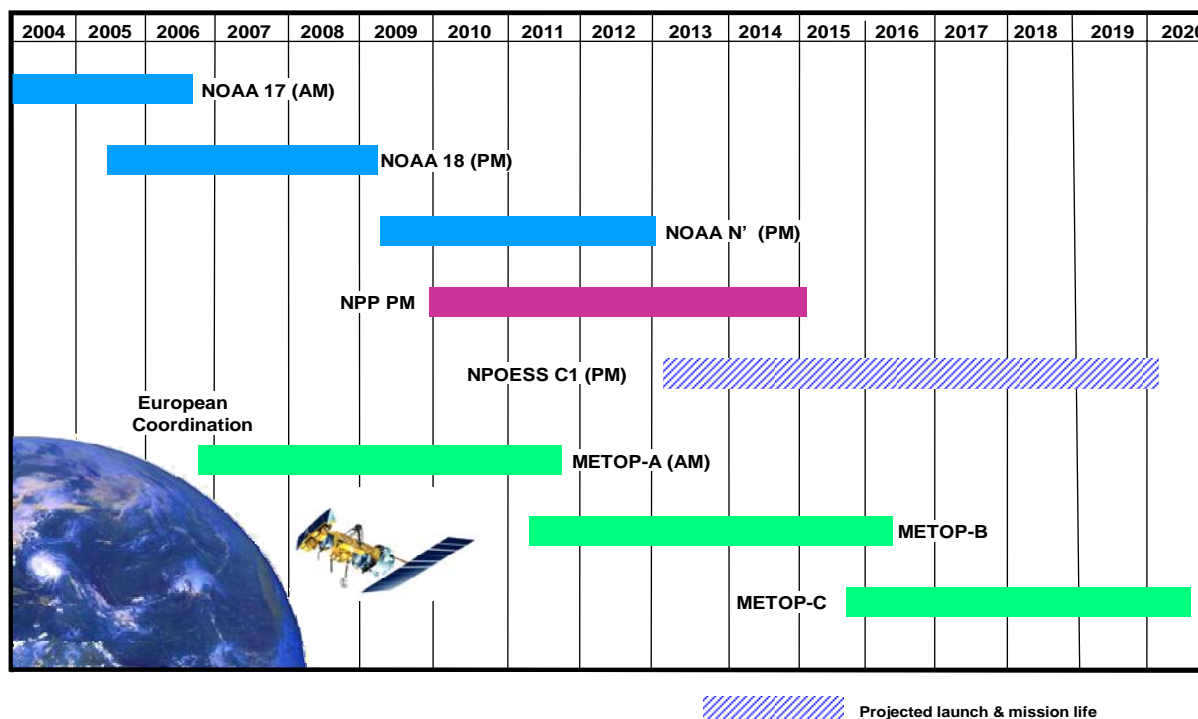 2004 2005 2006 2007 2008 2009 2010 2011 2012 2013 2014 2015 2016 2017 2018 2019 2020
NOAA 17 (AM)
NOAA 18 (PM)
NOAA N’ (PM)
NPP PM
NPOESS C1 (PM)
European
Coordination
METOP-A (AM)
METOP-B
METOP-C
Projected launch & mission life